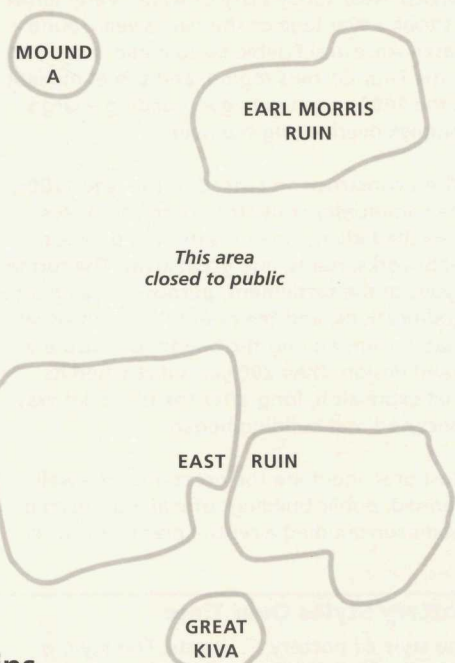 MOUND
A
EARL MORRIS
RUIN
This area
closed to public
EAST RUIN
GREAT
KIVA